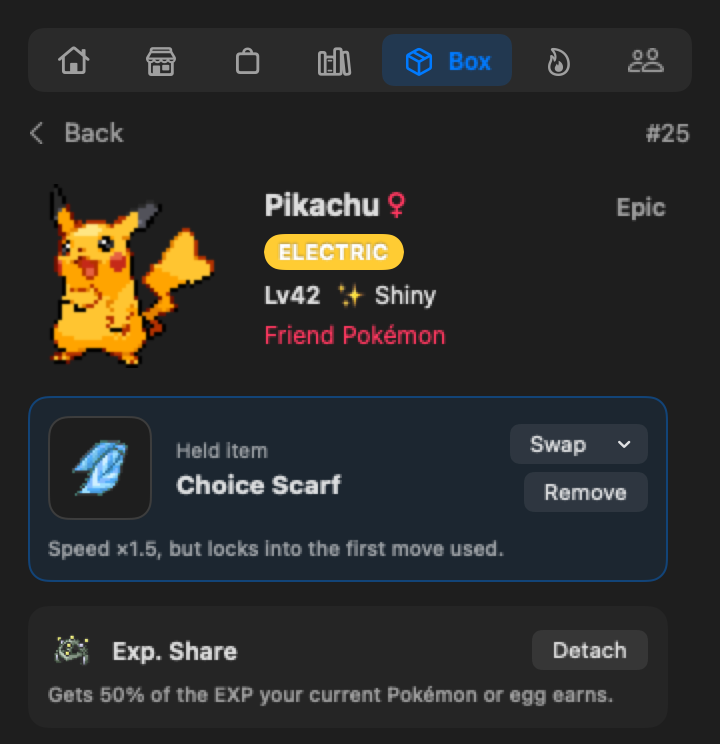 Box
Back
#25
Pikachu ♀
Epic
ELECTRIC
Lv42 ✨ Shiny
Friend Pokémon
Held item
Choice Scarf
Swap
Remove
Speed ×1.5, but locks into the first move used.
Exp. Share
Detach
Gets 50% of the EXP your current Pokémon or egg earns.